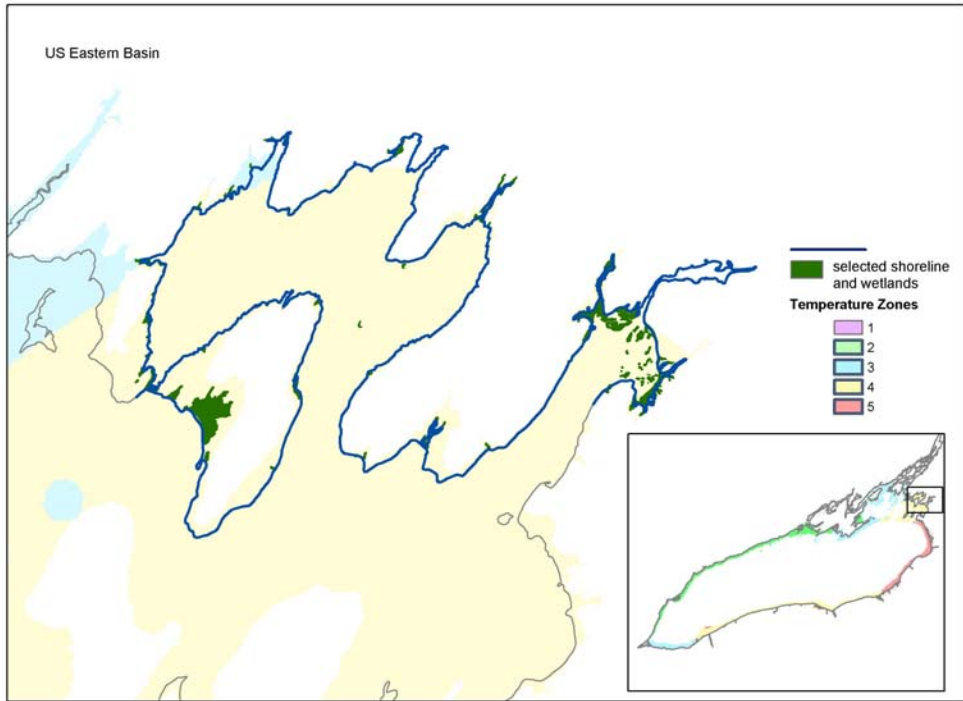 US Eastern Basin
selected shoreline
and wetlands
Temperature Zones
1
2
3
4
5